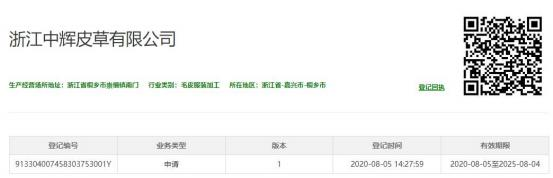 浙江中辉皮草有限公司
生产经营场所地址：浙江省桐乡市崇福镇南门 行业类别：毛皮服装加工 所在地区：浙江省-嘉兴市-桐乡市 登记回执
登记编号 业务类型 版本 登记时间 有效期限
913304007458303753001Y 申请 1 2020-08-05 14:27:59 2020-08-05至2025-08-04